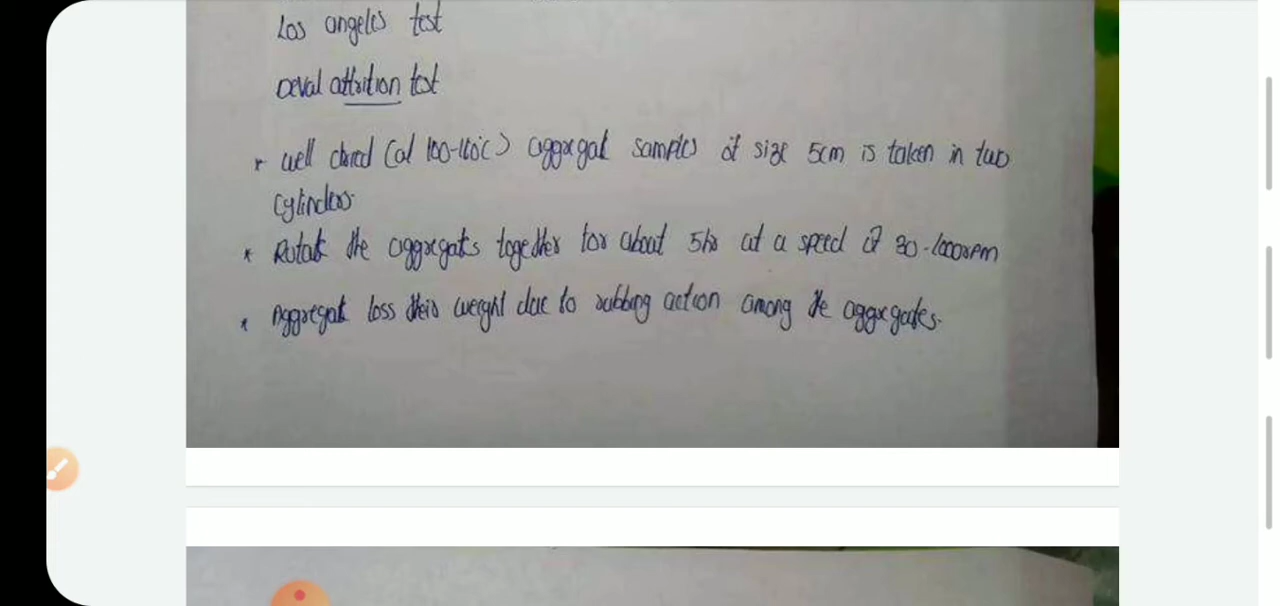 Los angeles test
Deval attrition test
* well dried (at 100-110°C) aggregate samples of size 5cm is taken in two
cylinders.
* Rotate the aggregates together for about 5hr at a speed of 30-1000rpm
* Aggregate loss their weight due to rubbing action among the aggregates.